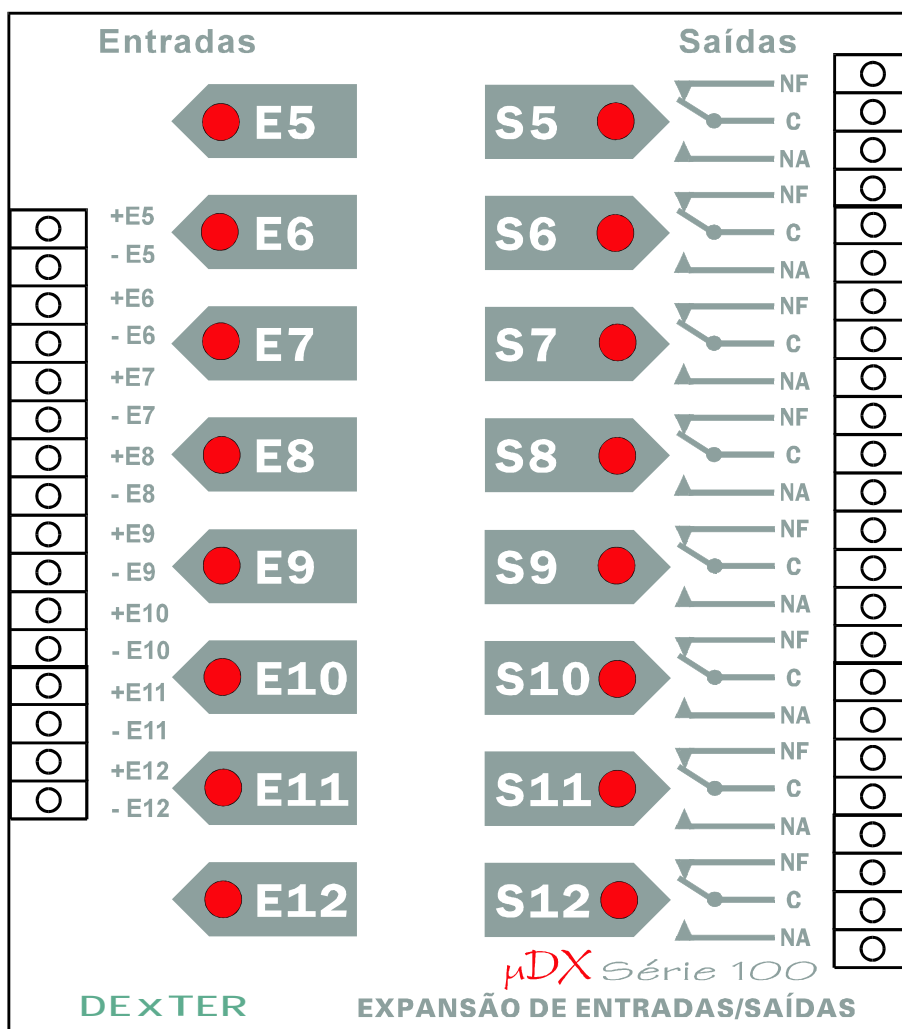 Entradas
Saídas
E5
S5
NF
C
NA
+E5
- E5
E6
S6
NF
C
NA
+E6
- E6
E7
S7
NF
C
NA
+E7
- E7
E8
S8
NF
C
NA
+E8
- E8
E9
S9
NF
C
NA
+E9
- E9
E10
S10
NF
C
NA
+E10
- E10
E11
S11
NF
C
NA
+E11
- E11
E12
S12
NF
C
NA
+E12
- E12
µDX Série 100
DEXTER
EXPANSÃO DE ENTRADAS/SAÍDAS